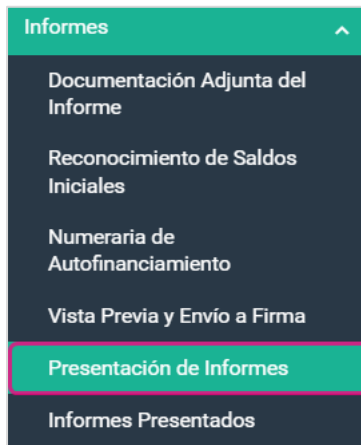 Informes
Documentación Adjunta del
Informe
Reconocimiento de Saldos
Iniciales
Numeraria de
Autofinanciamiento
Vista Previa y Envío a Firma
Presentación de Informes
Informes Presentados